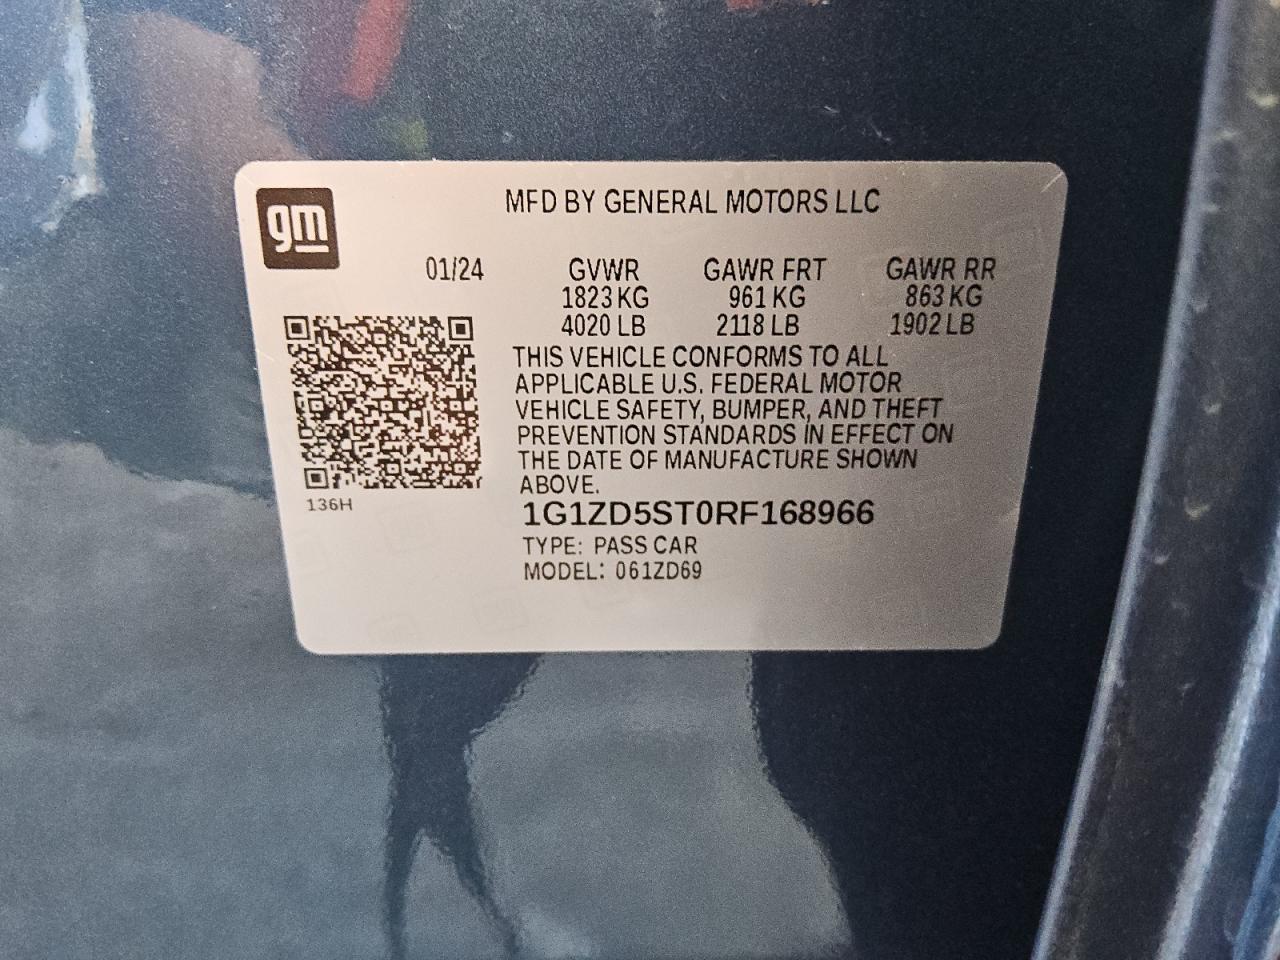 gm
MFD BY GENERAL MOTORS LLC
01/24 GVWR GAWR FRT GAWR RR
1823 KG 961 KG 863 KG
4020 LB 2118 LB 1902 LB
THIS VEHICLE CONFORMS TO ALL
APPLICABLE U.S. FEDERAL MOTOR
VEHICLE SAFETY, BUMPER, AND THEFT
PREVENTION STANDARDS IN EFFECT ON
THE DATE OF MANUFACTURE SHOWN
ABOVE.
136H
1G1ZD5ST0RF168966
TYPE: PASS CAR
MODEL: 061ZD69